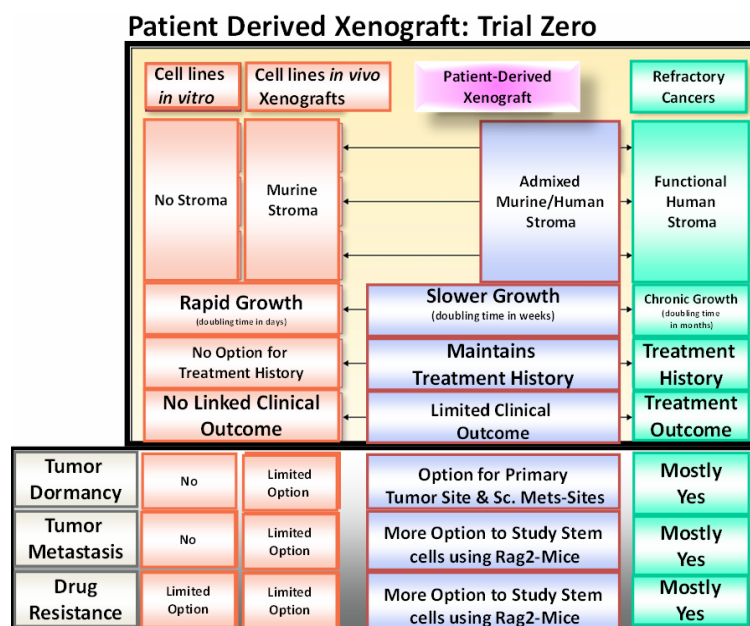 Patient Derived Xenograft: Trial Zero
Cell lines
in vitro
Cell lines in vivo
Xenografts
Patient-Derived
Xenograft
Refractory
Cancers
No Stroma
Murine
Stroma
Admixed
Murine/Human
Stroma
Functional
Human
Stroma
Rapid Growth
(doubling time in days)
Slower Growth
(doubling time in weeks)
Chronic Growth
(doubling time
in months)
No Option for
Treatment History
Maintains
Treatment History
Treatment
History
No Linked Clinical
Outcome
Limited Clinical
Outcome
Treatment
Outcome
Tumor
Dormancy
No
Limited
Option
Option for Primary
Tumor Site & Sc. Mets-Sites
Mostly
Yes
Tumor
Metastasis
No
Limited
Option
More Option to Study Stem
cells using Rag2-Mice
Mostly
Yes
Drug
Resistance
Limited
Option
Limited
Option
More Option to Study Stem
cells using Rag2-Mice
Mostly
Yes